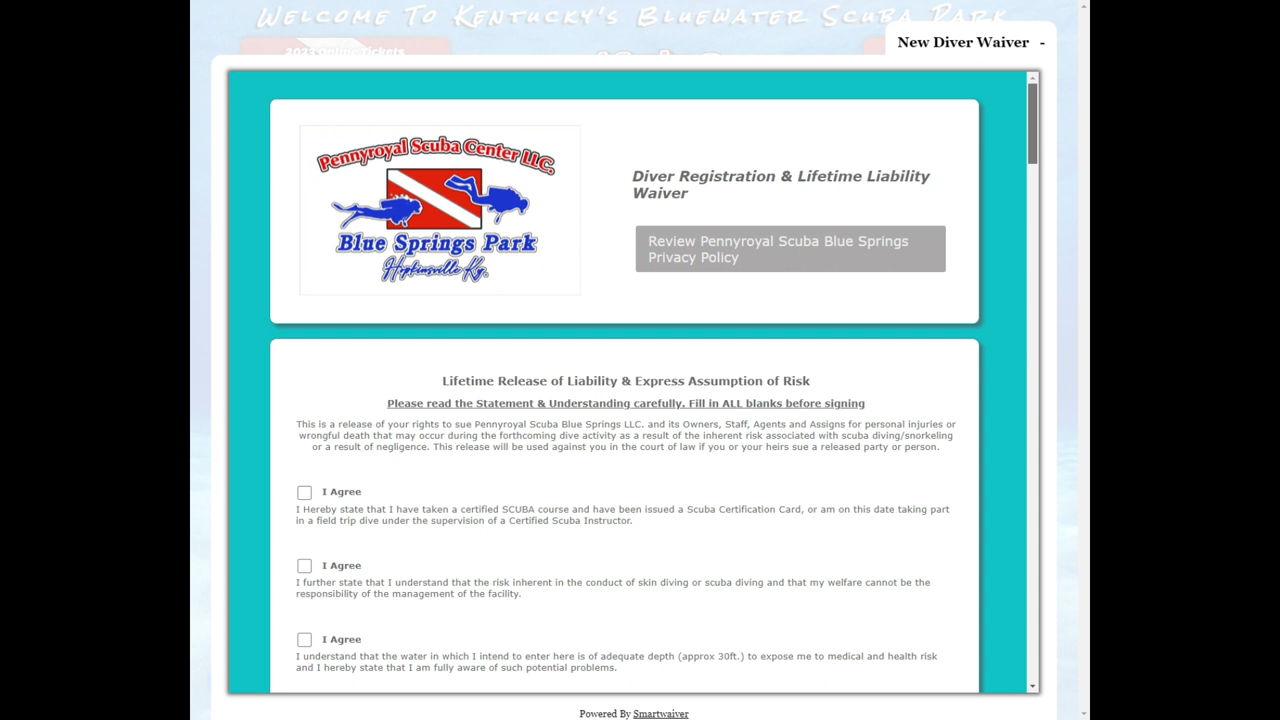 Welcome To Kentucky's Bluewater Scuba Park
2023 Online Tickets
New Diver Waiver -
Pennyroyal Scuba Center LLC.
Blue Springs Park
Hopkinsville Ky.
Diver Registration & Lifetime Liability
Waiver
Review Pennyroyal Scuba Blue Springs
Privacy Policy
Lifetime Release of Liability & Express Assumption of Risk
Please read the Statement & Understanding carefully. Fill in ALL blanks before signing
This is a release of your rights to sue Pennyroyal Scuba Blue Springs LLC. and its Owners, Staff, Agents and Assigns for personal injuries or
wrongful death that may occur during the forthcoming dive activity as a result of the inherent risk associated with scuba diving/snorkeling
or a result of negligence. This release will be used against you in the court of law if you or your heirs sue a released party or person.
I Agree
I Hereby state that I have taken a certified SCUBA course and have been issued a Scuba Certification Card, or am on this date taking part
in a field trip dive under the supervision of a Certified Scuba Instructor.
I Agree
I further state that I understand that the risk inherent in the conduct of skin diving or scuba diving and that my welfare cannot be the
responsibility of the management of the facility.
I Agree
I understand that the water in which I intend to enter here is of adequate depth (approx 30ft.) to expose me to medical and health risk
and I hereby state that I am fully aware of such potential problems.
Powered By Smartwaiver